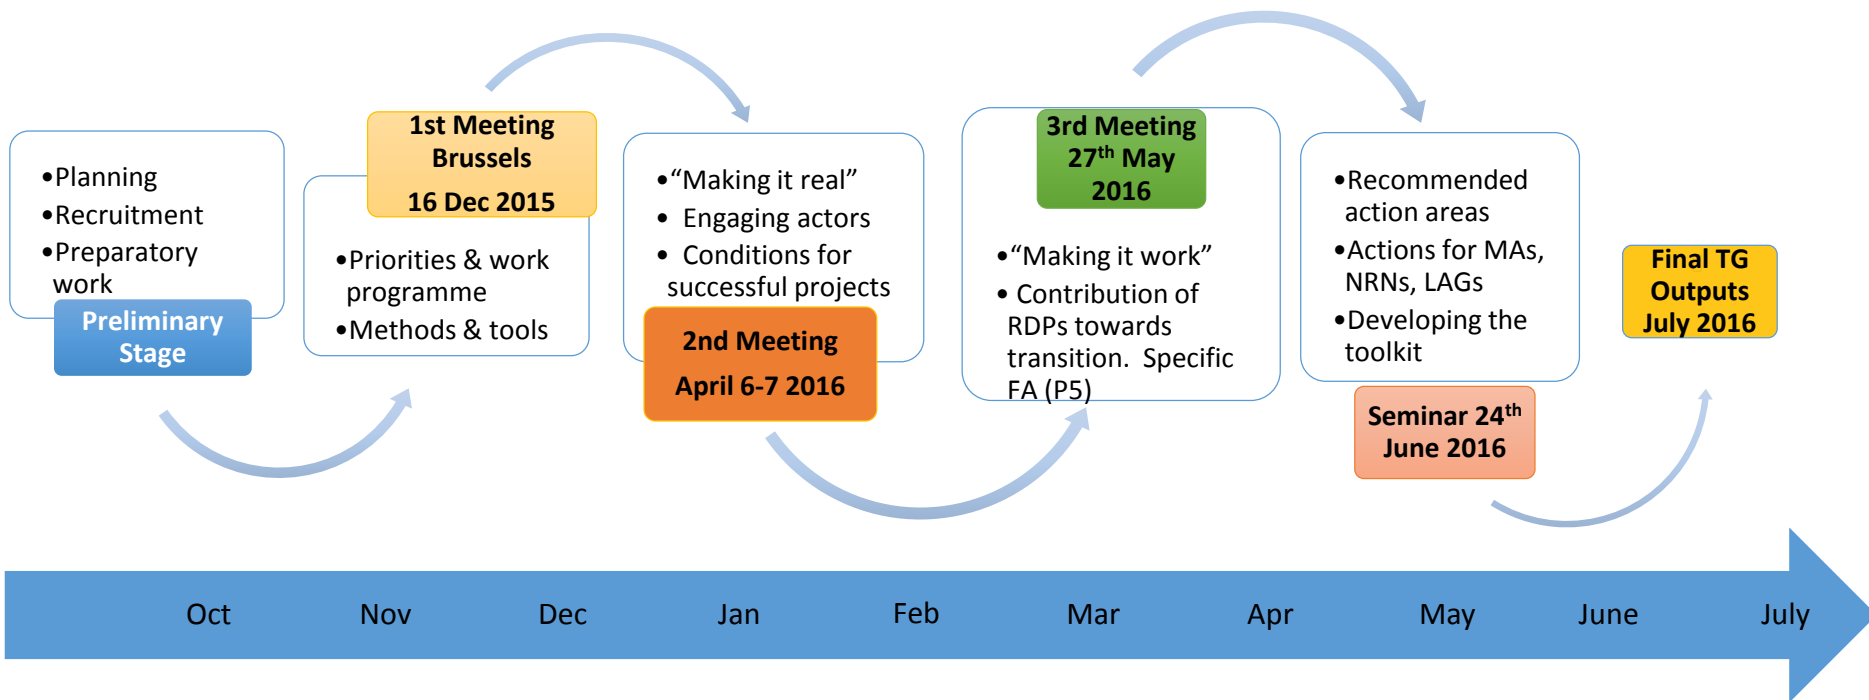 •Planning
•Recruitment
•Preparatory
work
Preliminary
Stage
1st Meeting
Brussels
16 Dec 2015
•Priorities & work
programme
•Methods & tools
•“Making it real”
• Engaging actors
• Conditions for
successful projects
2nd Meeting
April 6-7 2016
3rd Meeting
27th May
2016
•“Making it work”
• Contribution of
RDPs towards
transition. Specific
FA (P5)
•Recommended
action areas
•Actions for MAs,
NRNs, LAGs
•Developing the
toolkit
Seminar 24th
June 2016
Final TG
Outputs
July 2016
Oct Nov Dec Jan Feb Mar Apr May June July